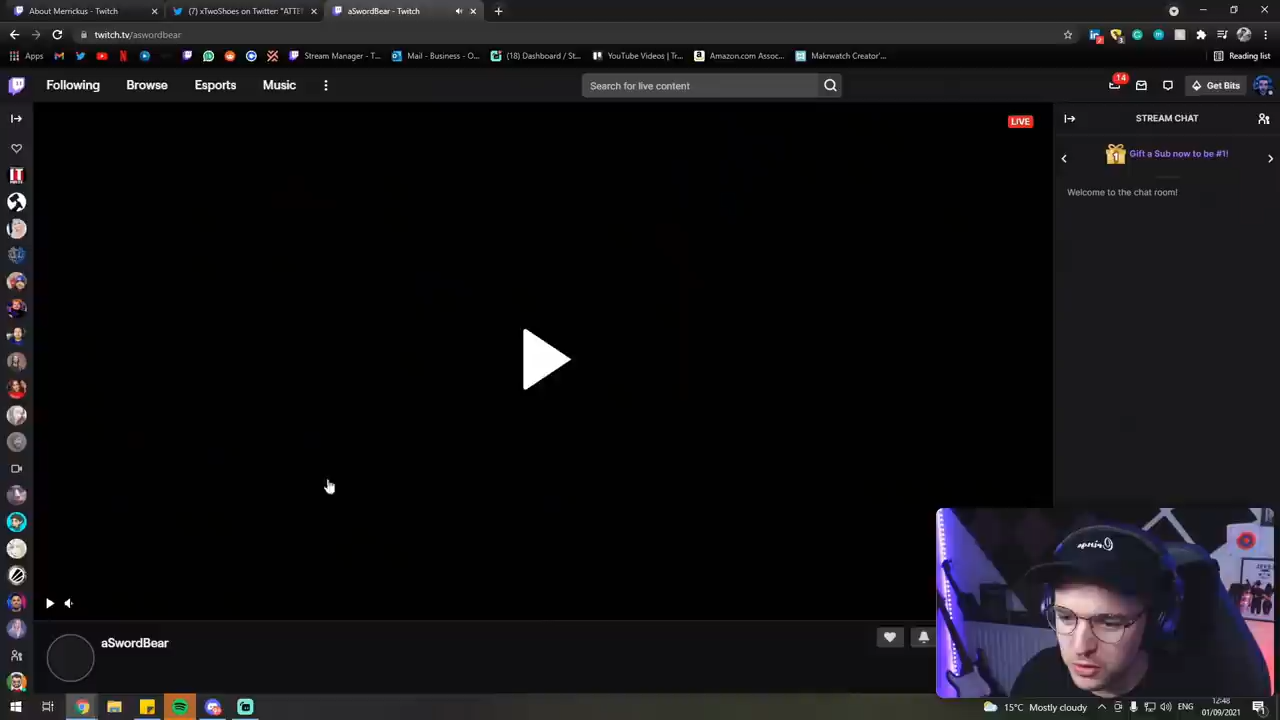 About Merrickus - Twitch
(7) xTwoShoes on Twitter: "ATTE
aSwordBear - Twitch
twitch.tv/aswordbear
Apps
Stream Manager - T...
Mail - Business - O...
(18) Dashboard / St...
YouTube Videos | Tr...
Amazon.com Assoc...
Makrwatch Creator'...
Reading list
Following
Browse
Esports
Music
Search for live content
14
Get Bits
LIVE
STREAM CHAT
1
Gift a Sub now to be #1!
Welcome to the chat room!
aSwordBear
15°C Mostly cloudy
ENG
12:48
01/09/2021